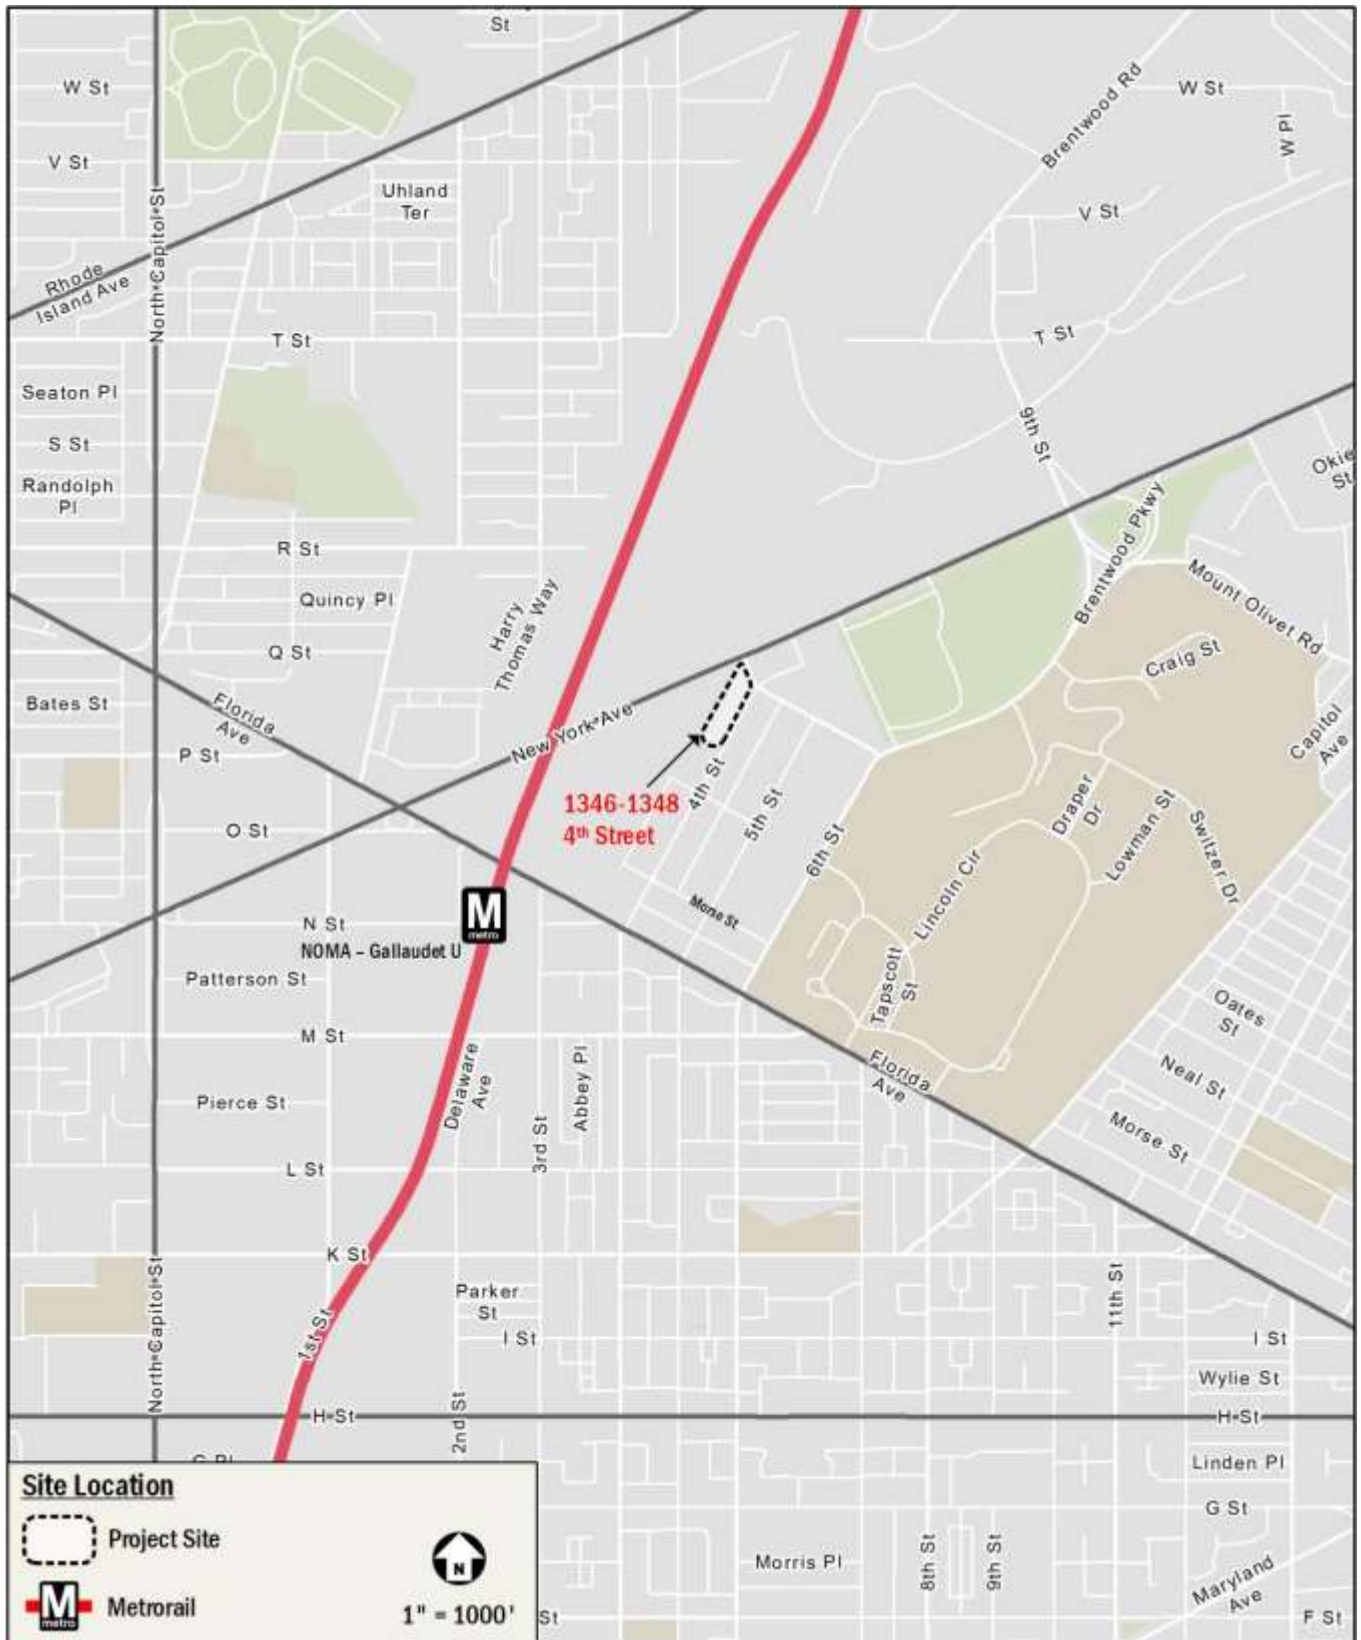 St
W St
W St
Brentwood Rd
W Pl
V St
Uhland
Ter
V St
North Capitol St
Rhode
Island Ave
T St
T St
Seaton Pl
9th St
S St
Okie
St
Randolph
Pl
Brentwood Pkwy
R St
Mount Olivet Rd
Quincy Pl
Harry
Thomas Way
Craig St
Q St
Bates St
Florida
Ave
New York Ave
Capitol
Ave
P St
1346-1348
4th Street
4th St
5th St
6th St
Draper
Dr
Lowman St
Switzer Dr
O St
Lincoln Cir
M
metro
Morse St
N St
NOMA – Gallaudet U
Patterson St
Tapscott
St
Oates
St
M St
Delaware
Ave
Abbey Pl
Florida
Ave
Neal St
Pierce St
Morse St
3rd St
L St
K St
North Capitol St
Parker
St
11th St
1st St
I St
I St
Wylie St
2nd St
H St
H St
Linden Pl
G St
Site Location
Project Site
N
M
metro
Metrorail
1" = 1000'
Morris Pl
8th St
9th St
Maryland
Ave
St
F St